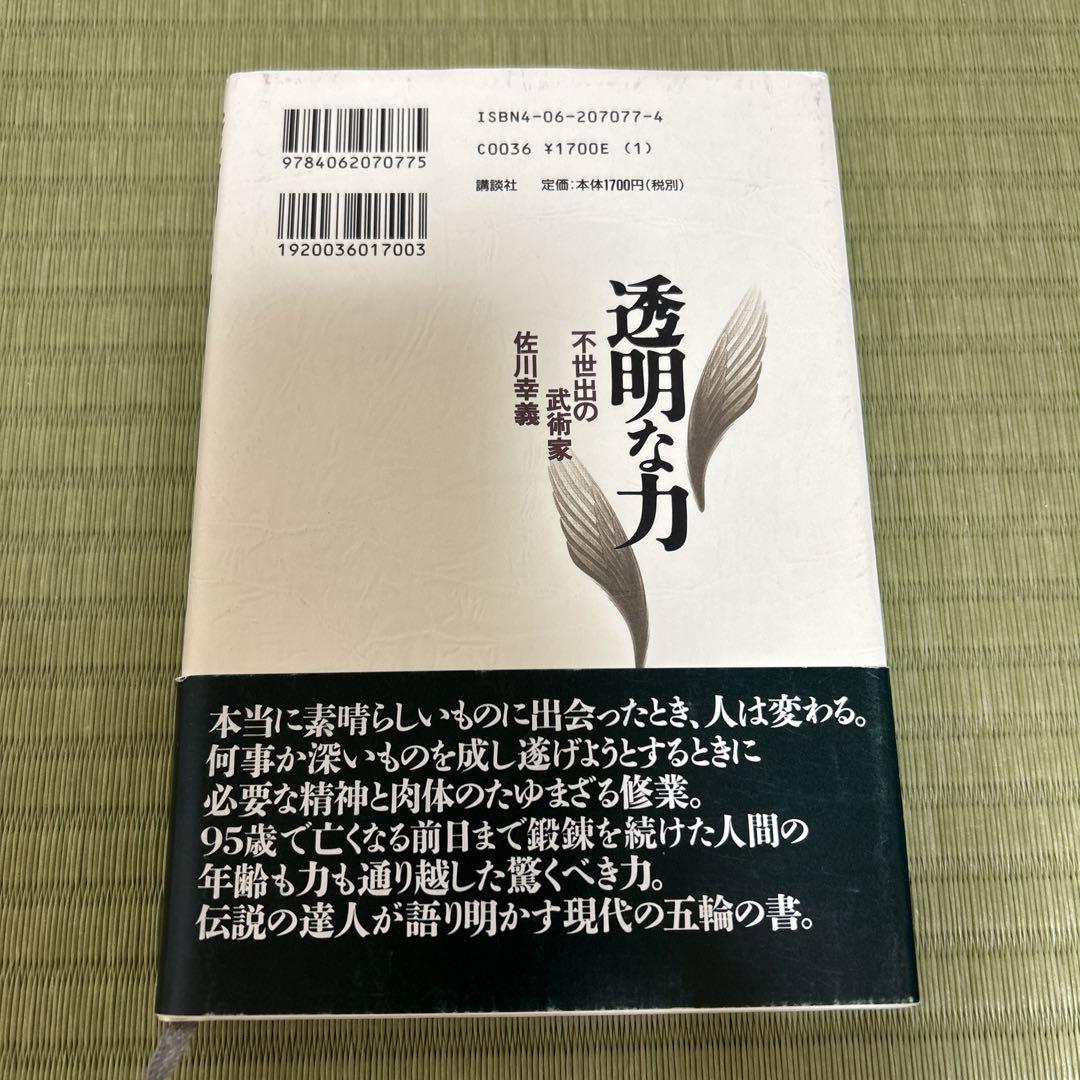 ISBN4-06-207077-4
9784062070775
C0036 ¥1700E (1)
講談社 定価:本体1700円(税別)
1920036017003
透明な力
不世出の
武術家
佐川幸義
本当に素晴らしいものに出会ったとき、人は変わる。
何事か深いものを成し遂げようとするときに
必要な精神と肉体のたゆまざる修業。
95歳で亡くなる前日まで鍛錬を続けた人間の
年齢も力も通り越した驚くべき力。
伝説の達人が語り明かす現代の五輪の書。